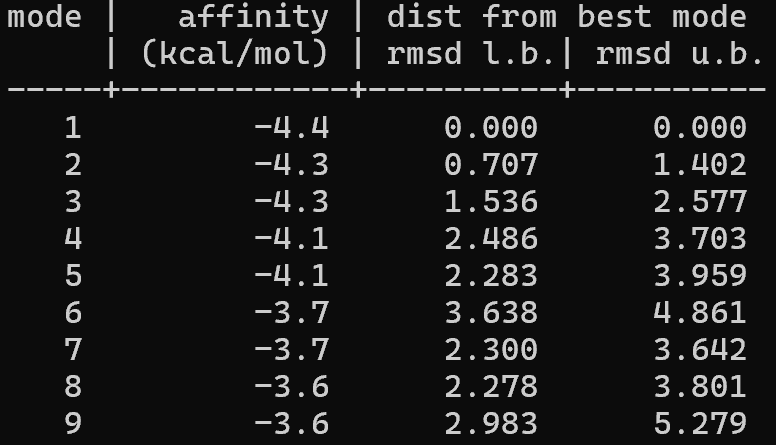 mode |   affinity | dist from best mode
     | (kcal/mol) | rmsd l.b.| rmsd u.b.
-----+------------+----------+----------
   1         -4.4      0.000      0.000
   2         -4.3      0.707      1.402
   3         -4.3      1.536      2.577
   4         -4.1      2.486      3.703
   5         -4.1      2.283      3.959
   6         -3.7      3.638      4.861
   7         -3.7      2.300      3.642
   8         -3.6      2.278      3.801
   9         -3.6      2.983      5.279